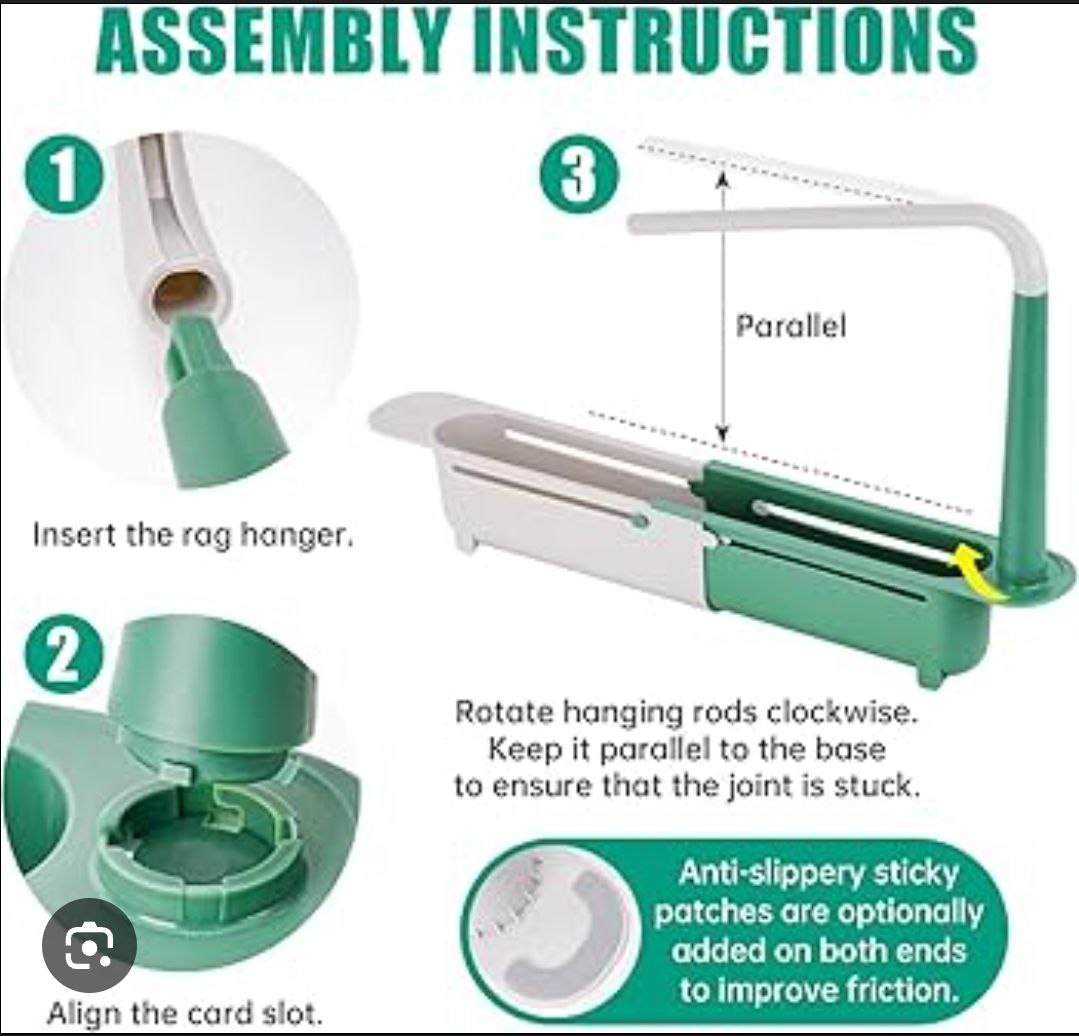 ASSEMBLY INSTRUCTIONS
1
Insert the rag hanger.
2
Align the card slot.
3
Parallel
Rotate hanging rods clockwise.
Keep it parallel to the base
to ensure that the joint is stuck.
Anti-slippery sticky
patches are optionally
added on both ends
to improve friction.